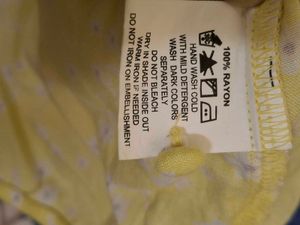 100% RAYON
HAND WASH COLD
WITH MILD DETERGENT
WASH DARK COLORS
SEPARATELY
DO NOT BLEACH
DRY IN SHADE INSIDE OUT
WARM IRON IF NEEDED
DO NOT IRON ON EMBELLISHMENT